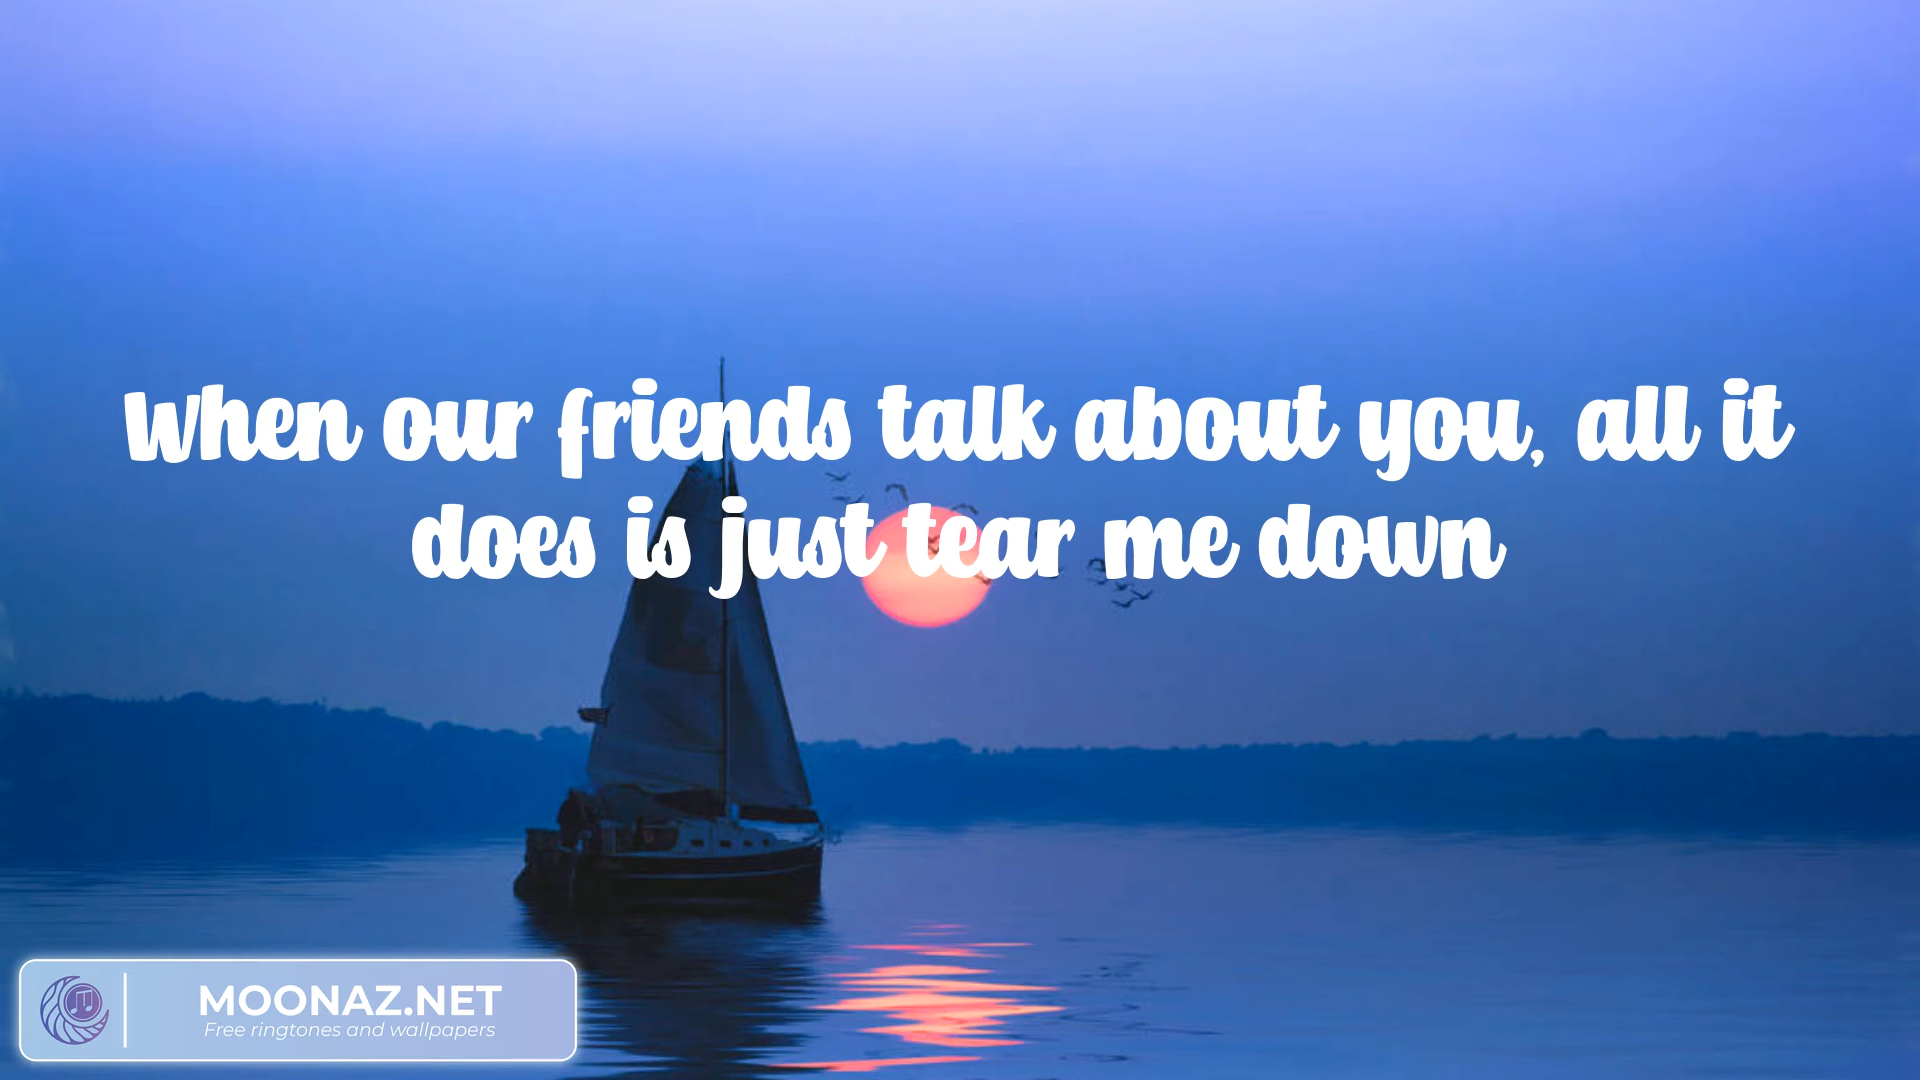 When our friends talk about you, all it
does is just tear me down
MOONAZ.NET
Free ringtones and wallpapers